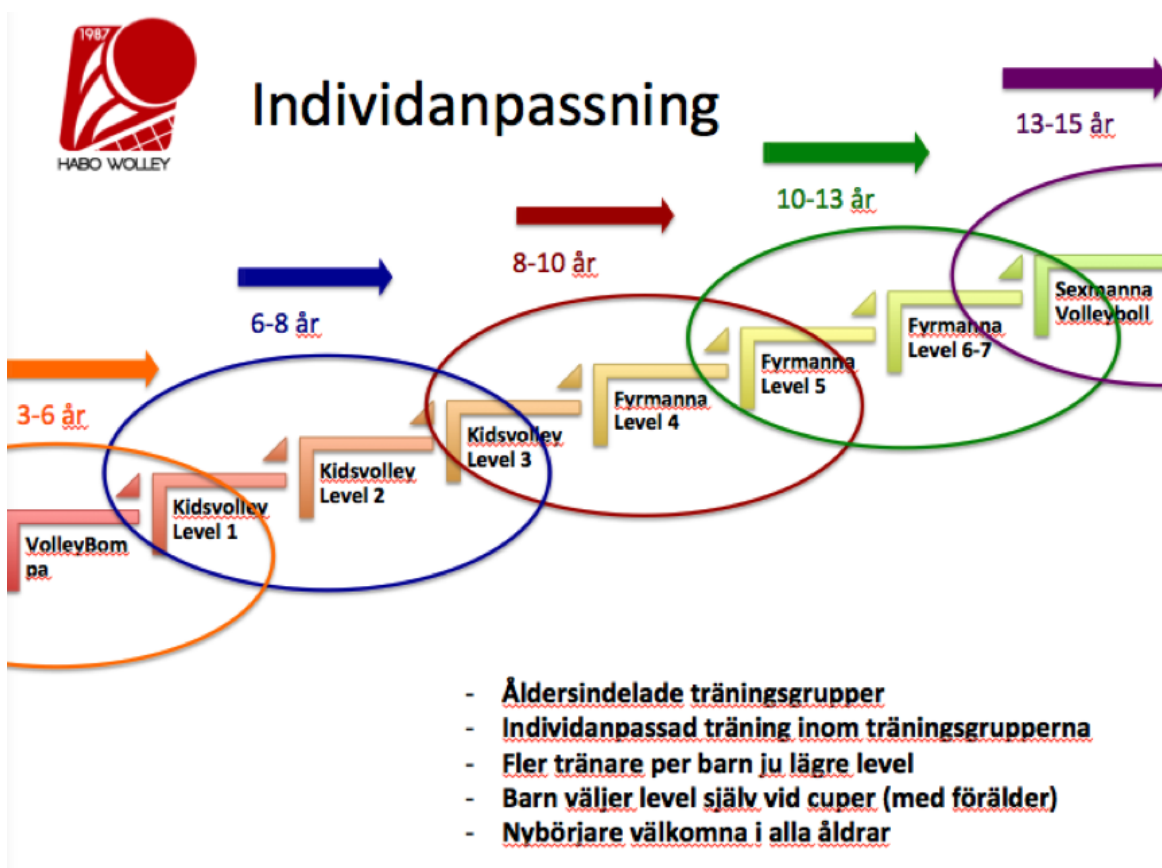 1987
HABO WOLLEY
Individanpassning
13-15 år
10-13 år
8-10 år
6-8 år
3-6 år
Sexmanna
Volleyboll
Fyrmanna
Level 6-7
Fyrmanna
Level 5
Fyrmanna
Level 4
Kidsvolley
Level 3
Kidsvolley
Level 2
Kidsvolley
Level 1
VolleyBom
pa
- Åldersindelade träningsgrupper
- Individanpassad träning inom träningsgrupperna
- Fler tränare per barn ju lägre level
- Barn väljer level själv vid cuper (med förälder)
- Nybörjare välkomna i alla åldrar